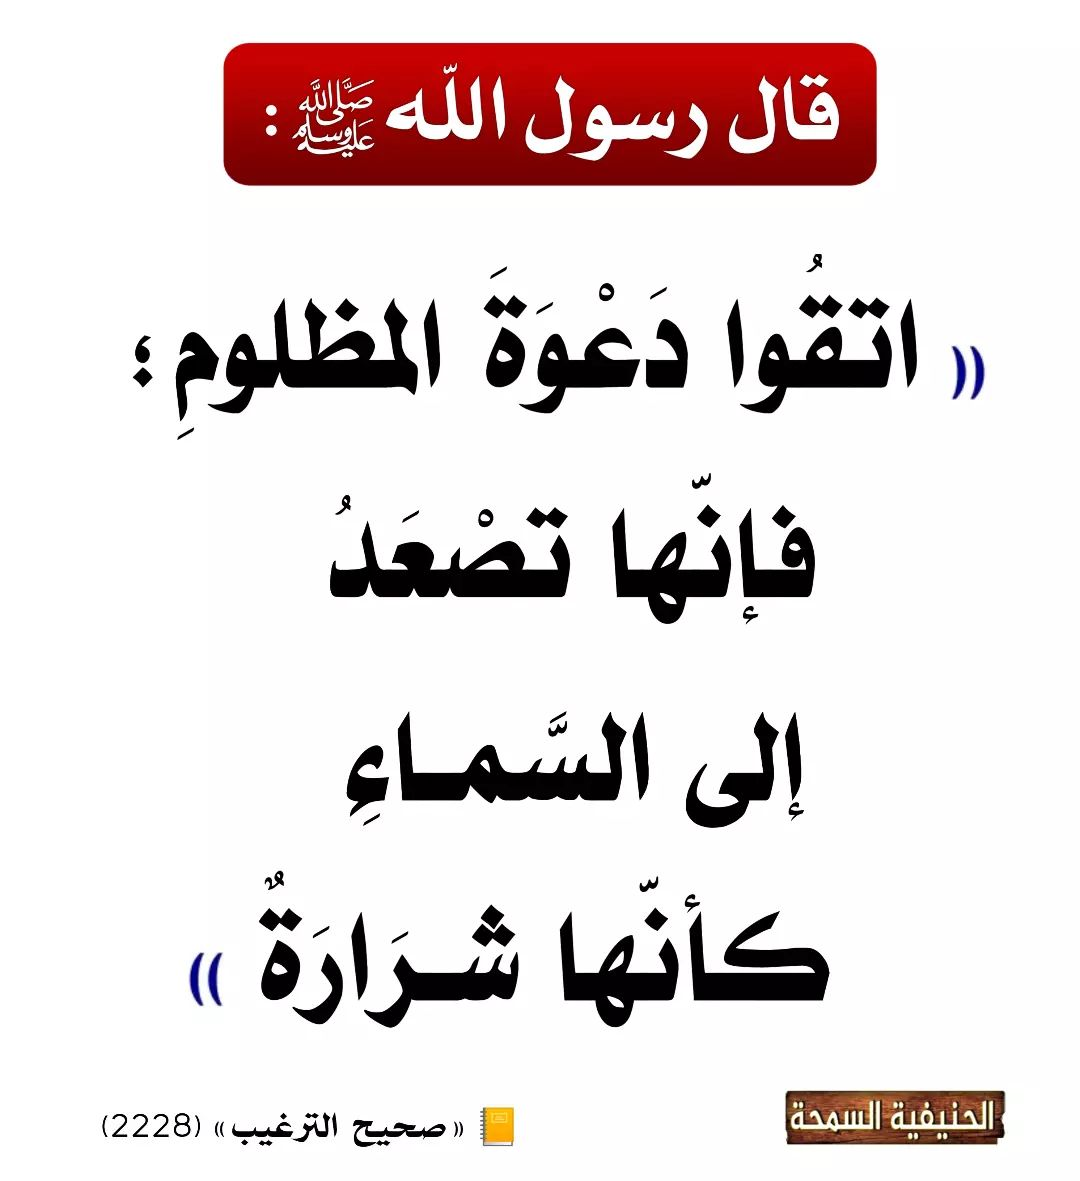 قال رسول الله ﷺ :
(( اتقُوا دَعْوَةَ المظلومِ ؛
فإنّها تصْعَدُ
إلى السَّماءِ
كأنّها شرَارَةٌ ))
«صحيح الترغيب» (2228)
الحنيفية السمحة